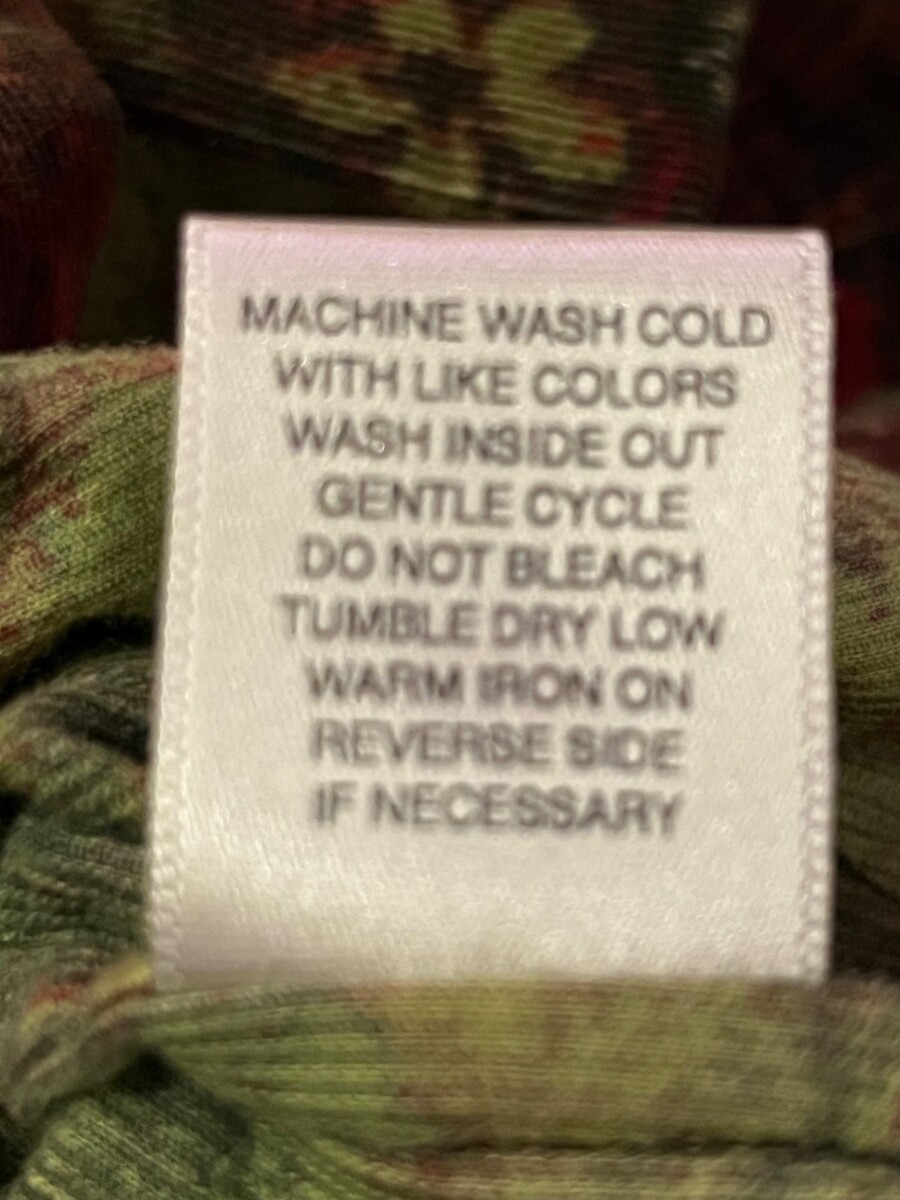 MACHINE WASH COLD
WITH LIKE COLORS
WASH INSIDE OUT
GENTLE CYCLE
DO NOT BLEACH
TUMBLE DRY LOW
WARM IRON ON
REVERSE SIDE
IF NECESSARY